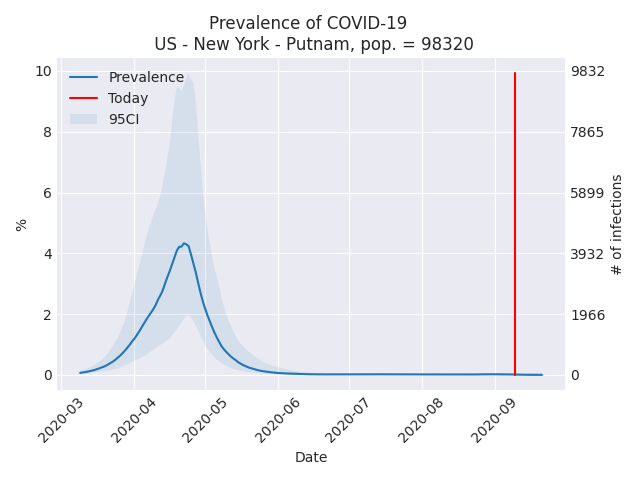 Prevalence of COVID-19
US - New York - Putnam, pop. = 98320
10
8
6
4
2
0
%
Prevalence
Today
95CI
9832
7865
5899
3932
1966
0
# of infections
2020-03
2020-04
2020-05
2020-06
2020-07
2020-08
2020-09
Date